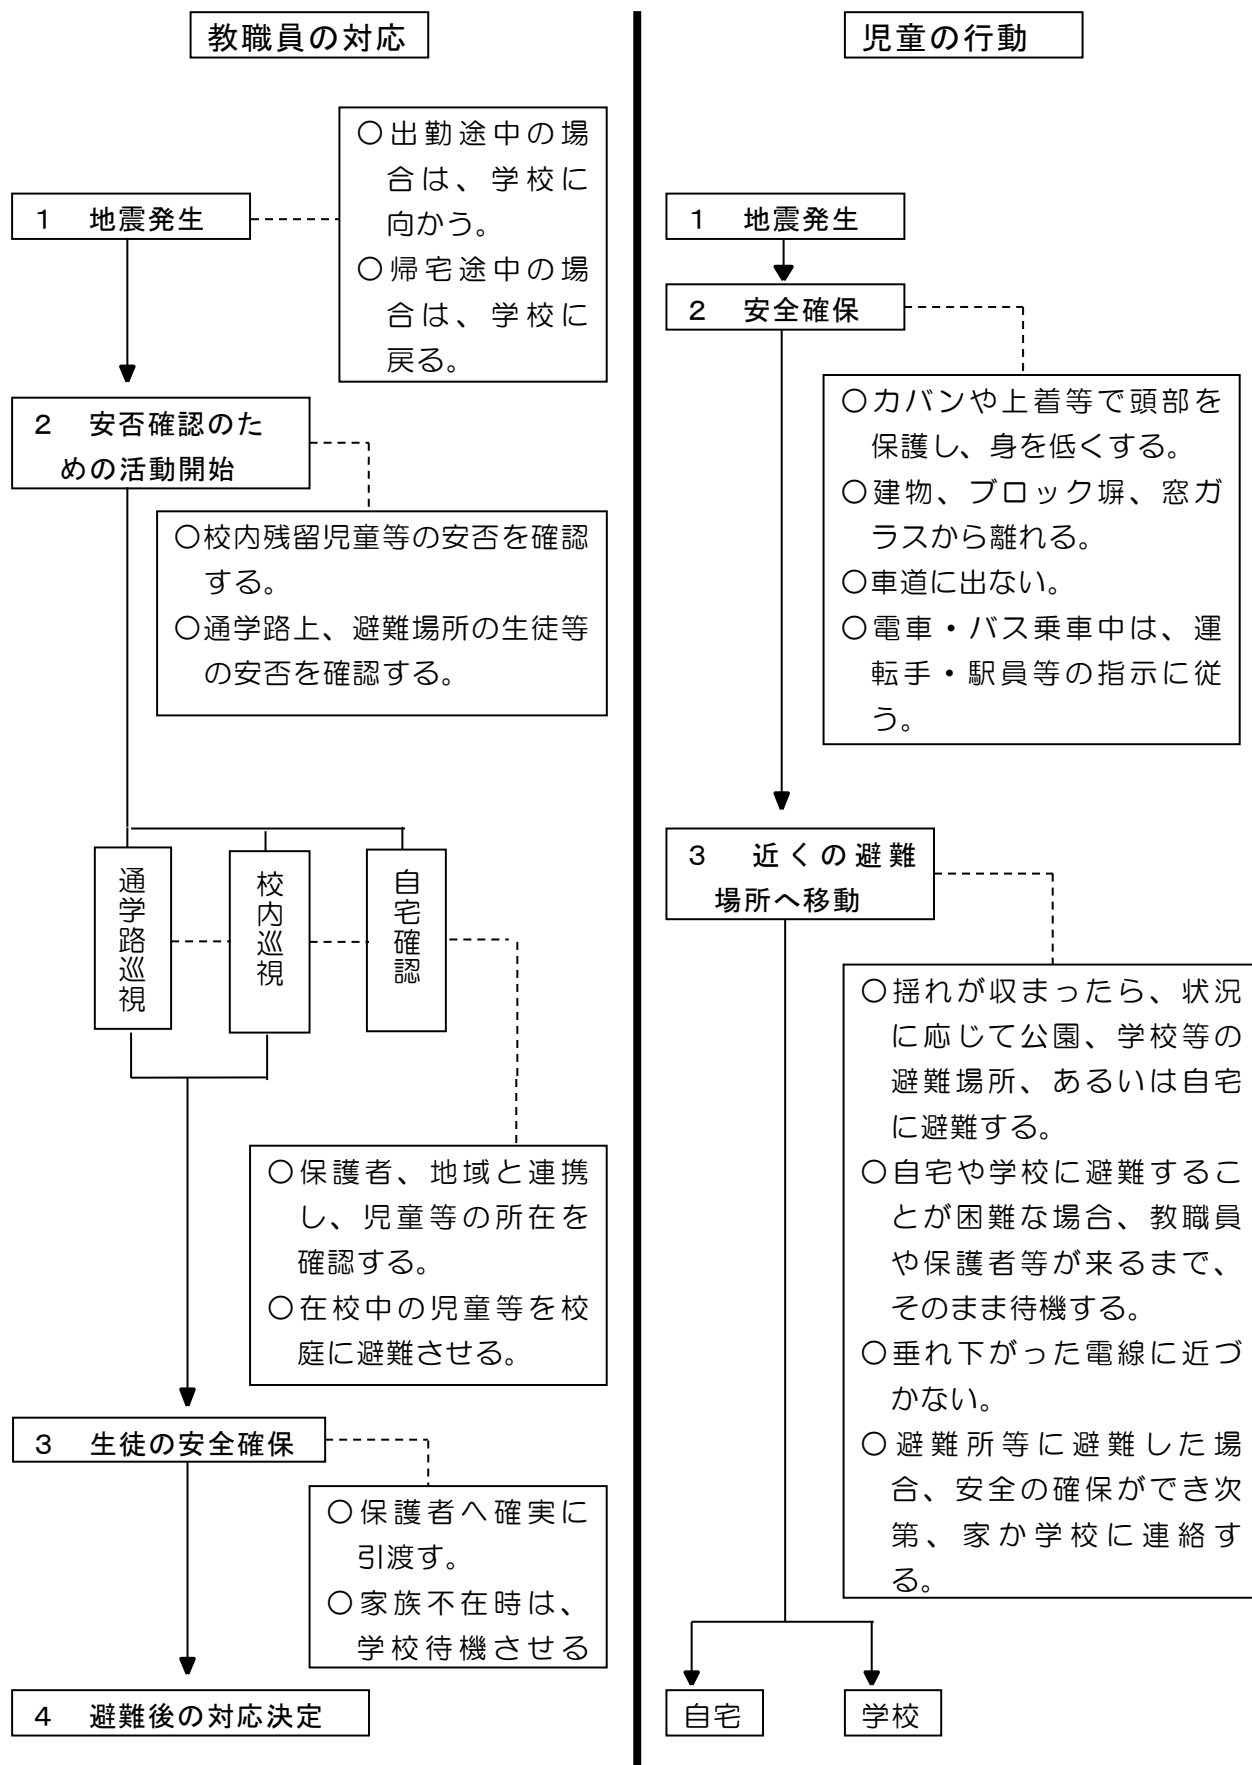 教職員の対応
１　地震発生
〇出勤途中の場
合は、学校に
向かう。
〇帰宅途中の場
合は、学校に
戻る。
２　安否確認のた
めの活動開始
〇校内残留児童等の安否を確認
する。
〇通学路上、避難場所の生徒等
の安否を確認する。
通学路巡視
校内巡視
自宅確認
〇保護者、地域と連携
し、児童等の所在を
確認する。
〇在校中の児童等を校
庭に避難させる。
３　生徒の安全確保
〇保護者へ確実に
引渡す。
〇家族不在時は、
学校待機させる
４　避難後の対応決定
児童の行動
１　地震発生
２　安全確保
〇カバンや上着等で頭部を
保護し、身を低くする。
〇建物、ブロック塀、窓ガ
ラスから離れる。
〇車道に出ない。
〇電車・バス乗車中は、運
転手・駅員等の指示に従
う。
３　近くの避難
場所へ移動
〇揺れが収まったら、状況
に応じて公園、学校等の
避難場所、あるいは自宅
に避難する。
〇自宅や学校に避難するこ
とが困難な場合、教職員
や保護者等が来るまで、
そのまま待機する。
〇垂れ下がった電線に近づ
かない。
〇避難所等に避難した場
合、安全の確保ができ次
第、家か学校に連絡す
る。
自宅
学校